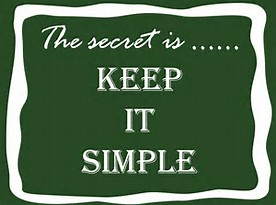 The secret is ......
KEEP
IT
SIMPLE